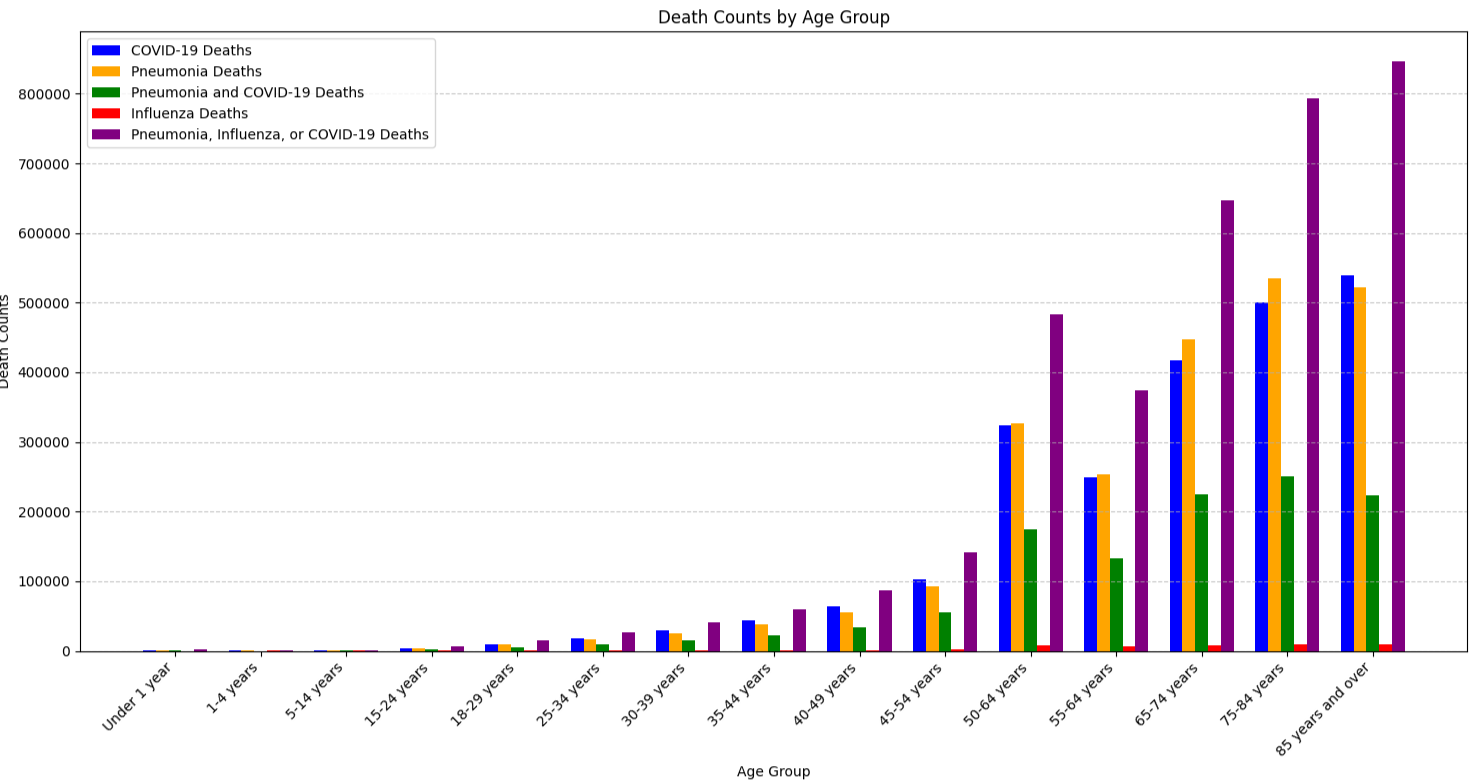 Death Counts by Age Group
COVID-19 Deaths
Pneumonia Deaths
Pneumonia and COVID-19 Deaths
Influenza Deaths
Pneumonia, Influenza, or COVID-19 Deaths
800000
700000
600000
500000
400000
300000
200000
100000
0
Death Counts
Under 1 year
1-4 years
5-14 years
15-24 years
18-29 years
25-34 years
30-39 years
35-44 years
40-49 years
45-54 years
50-64 years
55-64 years
65-74 years
75-84 years
85 years and over
Age Group